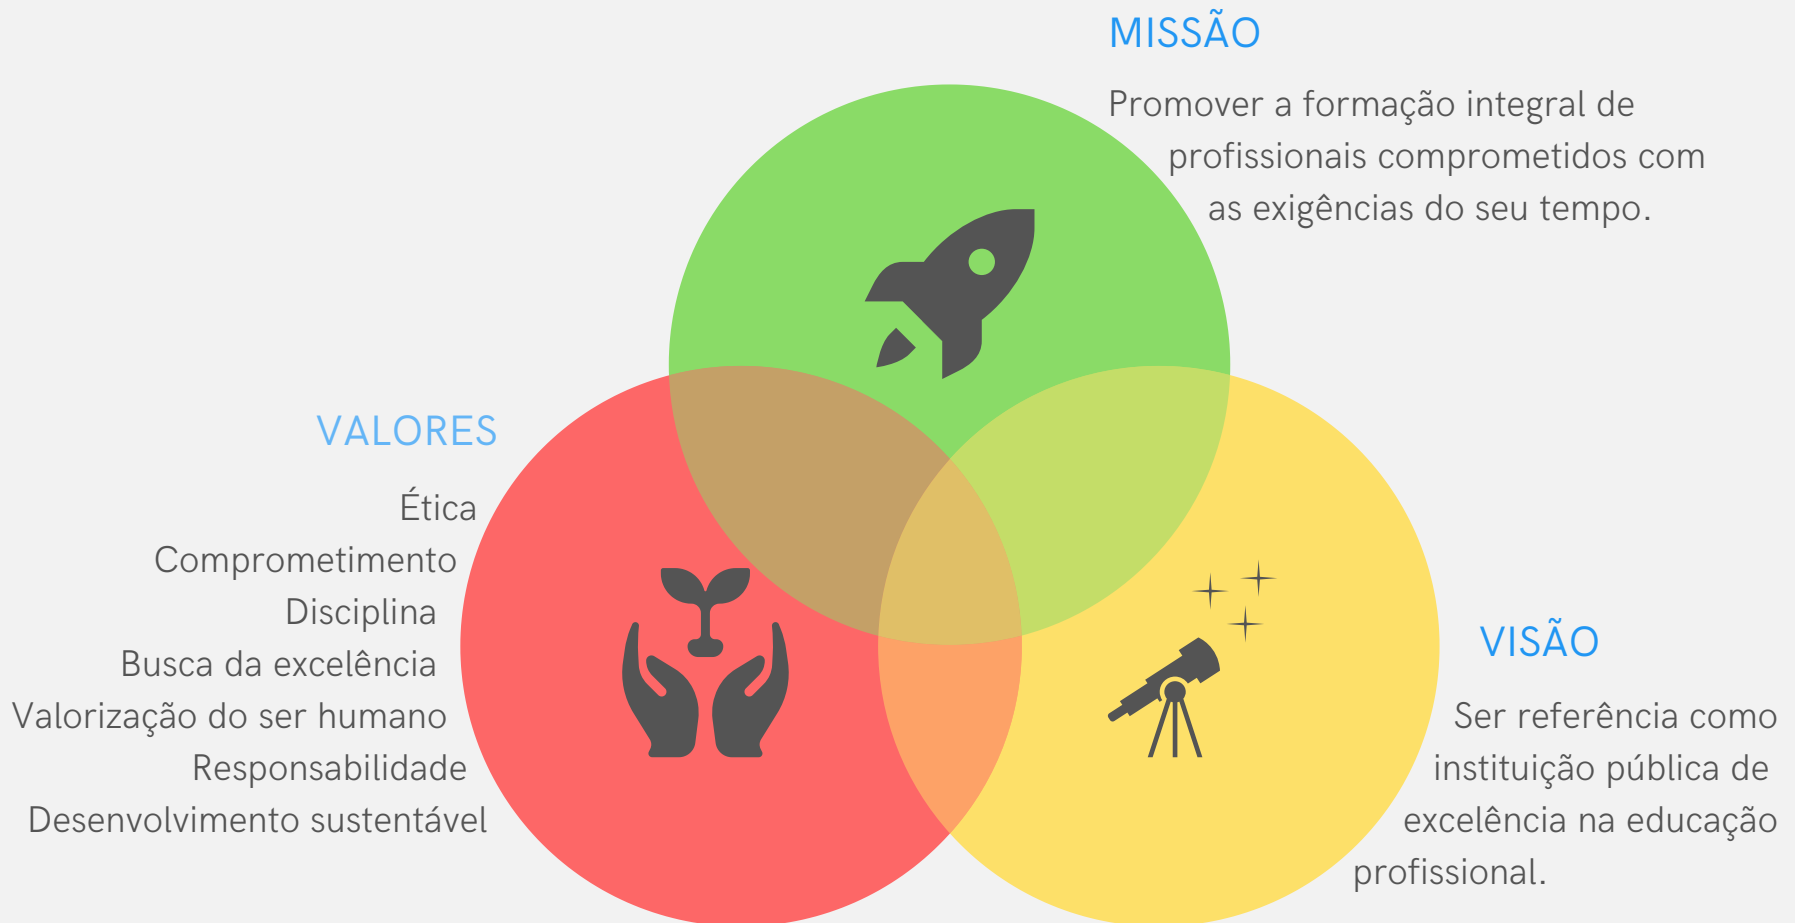 MISSÃO
Promover a formação integral de
profissionais comprometidos com
as exigências do seu tempo.
VALORES
Ética
Comprometimento
Disciplina
Busca da excelência
Valorização do ser humano
Responsabilidade
Desenvolvimento sustentável
VISÃO
Ser referência como
instituição pública de
excelência na educação
profissional.